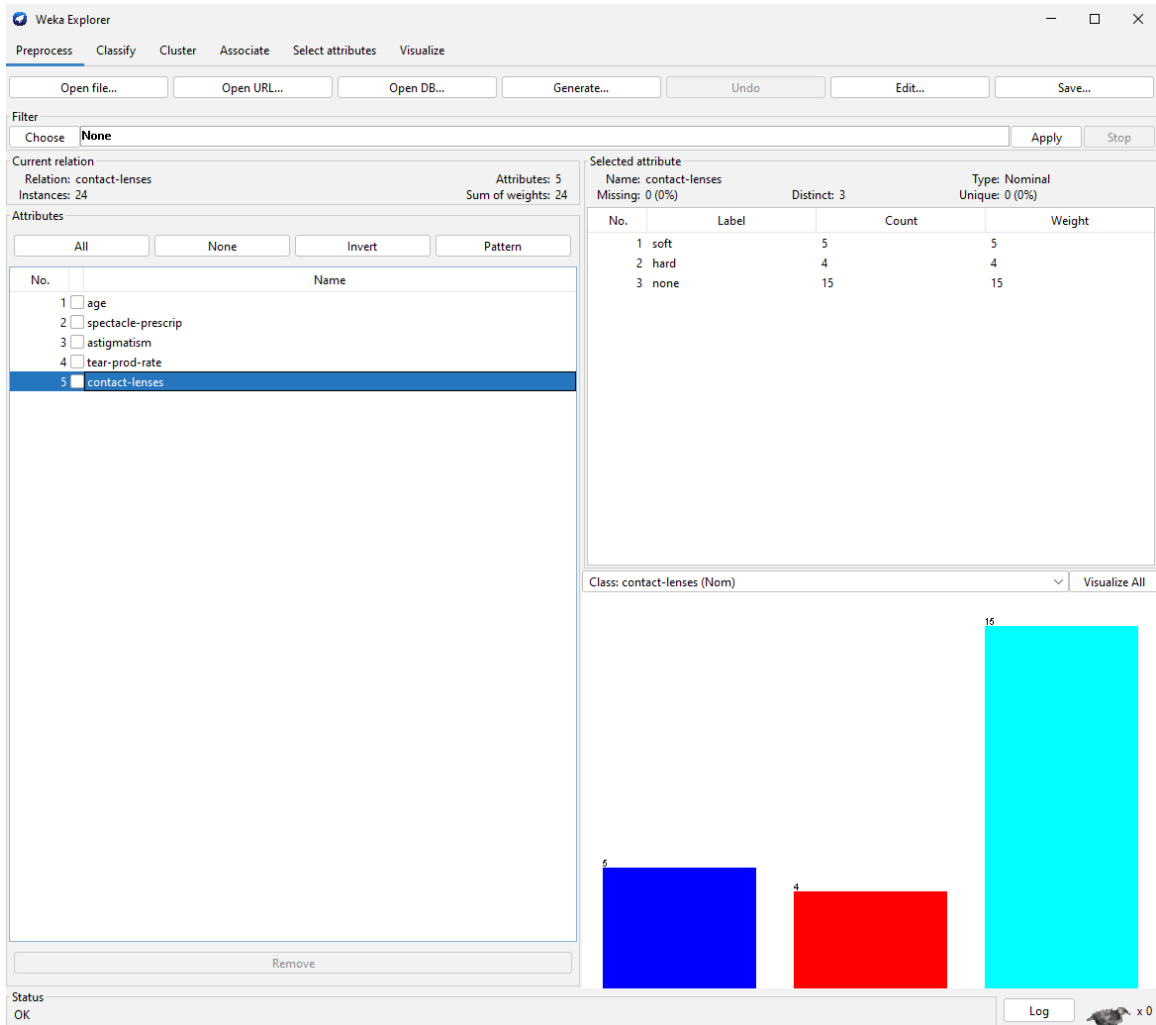 Weka Explorer
Preprocess Classify Cluster Associate Select attributes Visualize
Open file... Open URL... Open DB... Generate... Undo Edit... Save...
Filter
Choose None Apply Stop
Current relation
Relation: contact-lenses Attributes: 5
Instances: 24 Sum of weights: 24
Attributes
All None Invert Pattern
No. Name
1 age
2 spectacle-prescrip
3 astigmatism
4 tear-prod-rate
5 contact-lenses
Remove
Selected attribute
Name: contact-lenses Type: Nominal
Missing: 0 (0%) Distinct: 3 Unique: 0 (0%)
No. Label Count Weight
1 soft 5 5
2 hard 4 4
3 none 15 15
Class: contact-lenses (Nom) Visualize All
15
5
4
Status
OK Log x 0